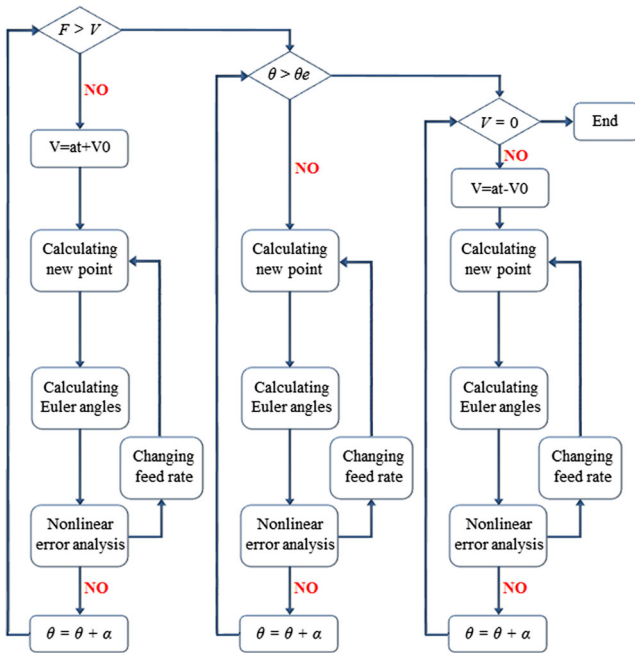 F > V
NO
V=at+V0
Calculating
new point
Calculating
Euler angles
Changing
feed rate
Nonlinear
error analysis
NO
θ = θ + α
θ > θe
NO
Calculating
new point
Calculating
Euler angles
Changing
feed rate
Nonlinear
error analysis
NO
θ = θ + α
V = 0
End
NO
V=at-V0
Calculating
new point
Calculating
Euler angles
Changing
feed rate
Nonlinear
error analysis
NO
θ = θ + α